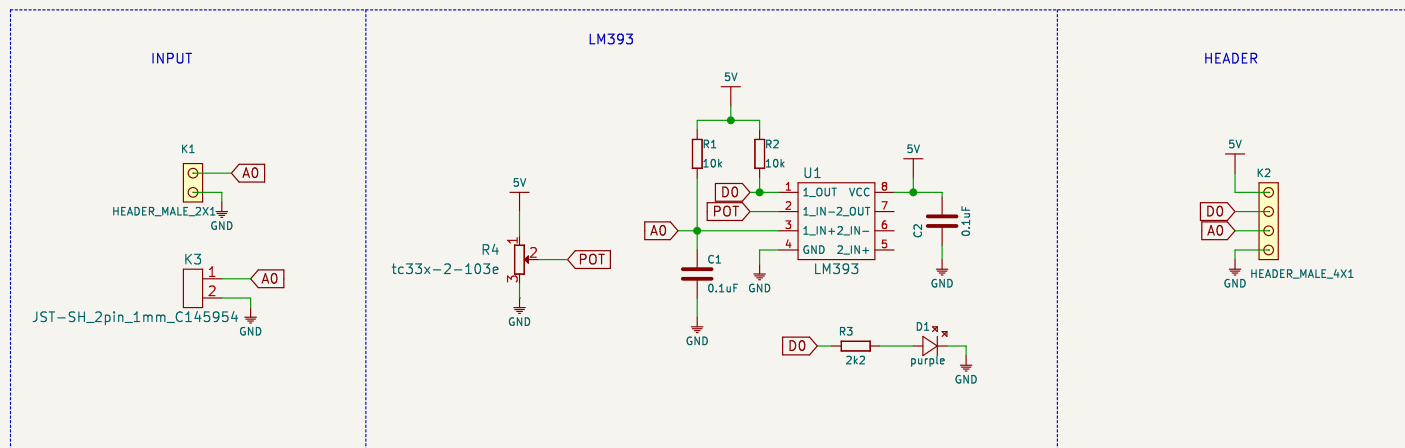 INPUT
K1
A0
HEADER_MALE_2X1
GND
K3
1
2
A0
JST-SH_2pin_1mm_C145954
GND
LM393
5V
R1
10k
R2
10k
5V
R4
tc33x-2-103e
1
2
3
POT
GND
D0
POT
A0
C1
0.1uF
GND
GND
U1
1 1_OUT VCC 8
2 1_IN- 2_OUT 7
3 1_IN+ 2_IN- 6
4 GND 2_IN+ 5
LM393
5V
C2
0.1uF
GND
D0
R3
2k2
D1
purple
GND
HEADER
5V
K2
D0
A0
GND
HEADER_MALE_4X1